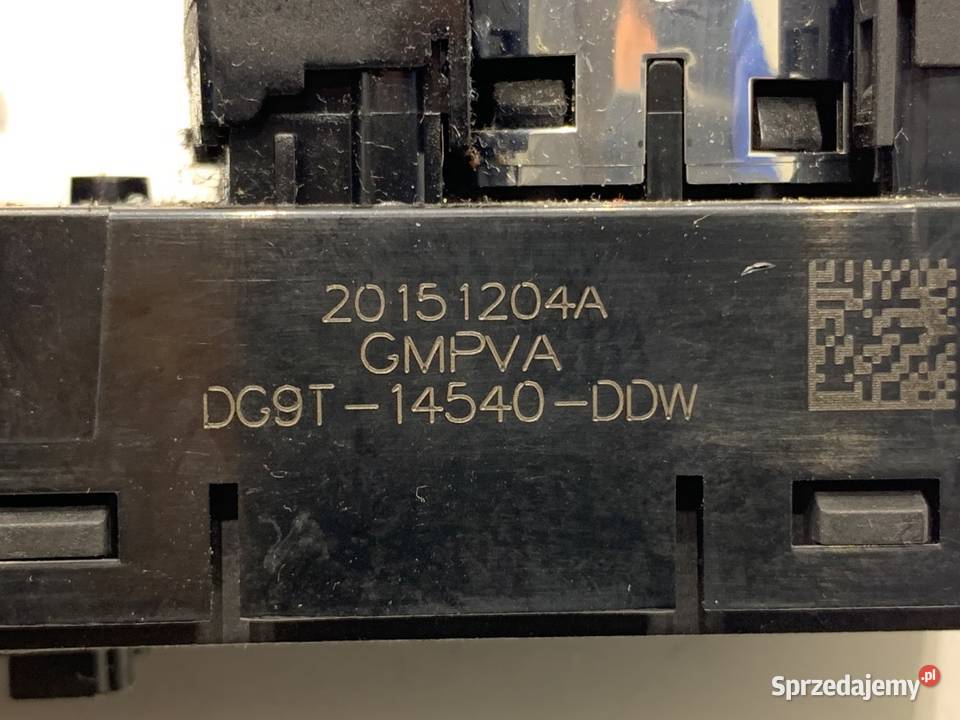 20151204A
GMPVA
DG9T-14540-DDW
Sprzedajemy.pl